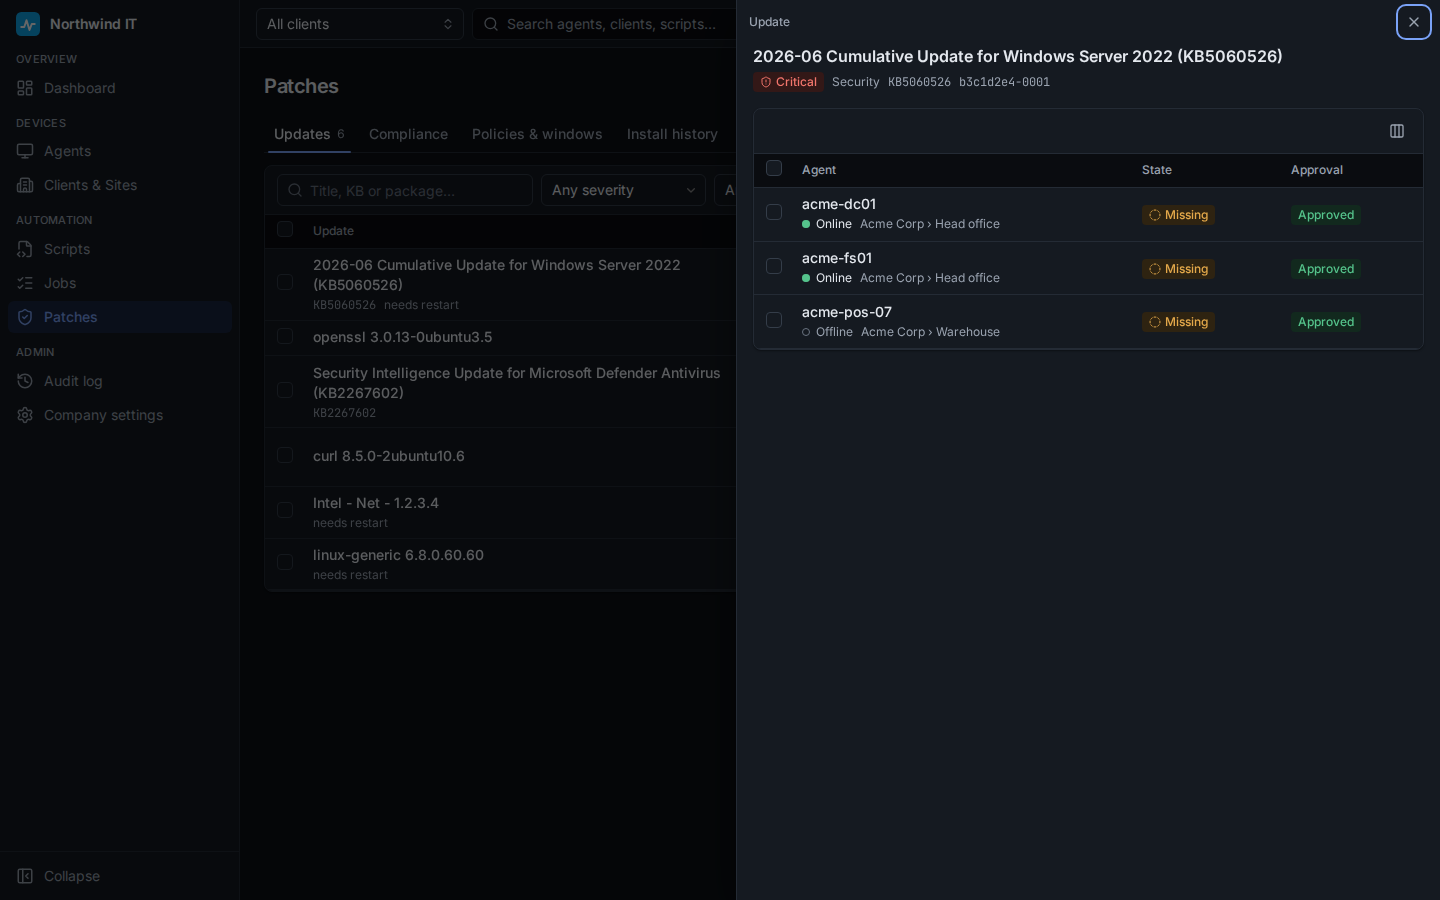 Northwind IT
OVERVIEW
Dashboard
DEVICES
Agents
Clients & Sites
AUTOMATION
Scripts
Jobs
Patches
ADMIN
Audit log
Company settings
Collapse
All clients
Search agents, clients, scripts...
Patches
Updates 6
Compliance
Policies & windows
Install history
Title, KB or package...
Any severity
A
Update
2026-06 Cumulative Update for Windows Server 2022
(KB5060526)
KB5060526 needs restart
openssl 3.0.13-0ubuntu3.5
Security Intelligence Update for Microsoft Defender Antivirus
(KB2267602)
KB2267602
curl 8.5.0-2ubuntu10.6
Intel - Net - 1.2.3.4
needs restart
linux-generic 6.8.0.60.60
needs restart
Update
2026-06 Cumulative Update for Windows Server 2022 (KB5060526)
Critical Security KB5060526 b3c1d2e4-0001
Agent State Approval
acme-dc01
Online Acme Corp › Head office
Missing
Approved
acme-fs01
Online Acme Corp › Head office
Missing
Approved
acme-pos-07
Offline Acme Corp › Warehouse
Missing
Approved